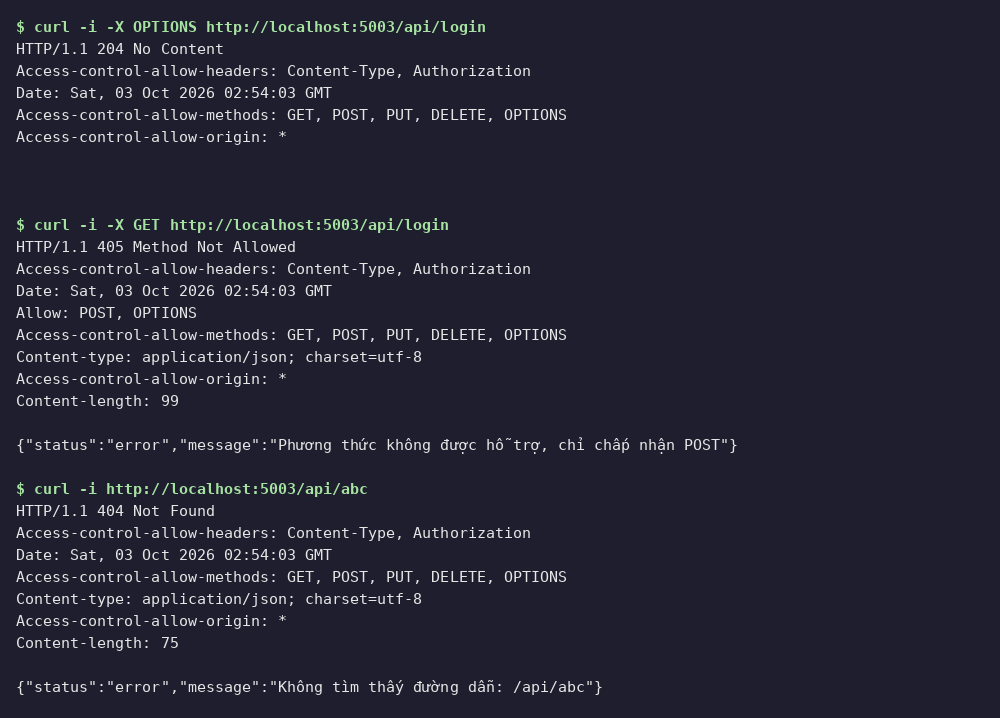 $ curl -i -X OPTIONS http://localhost:5003/api/login
HTTP/1.1 204 No Content
Access-control-allow-headers: Content-Type, Authorization
Date: Sat, 03 Oct 2026 02:54:03 GMT
Access-control-allow-methods: GET, POST, PUT, DELETE, OPTIONS
Access-control-allow-origin: *
$ curl -i -X GET http://localhost:5003/api/login
HTTP/1.1 405 Method Not Allowed
Access-control-allow-headers: Content-Type, Authorization
Date: Sat, 03 Oct 2026 02:54:03 GMT
Allow: POST, OPTIONS
Access-control-allow-methods: GET, POST, PUT, DELETE, OPTIONS
Content-type: application/json; charset=utf-8
Access-control-allow-origin: *
Content-length: 99
{"status":"error","message":"Phương thức không được hỗ trợ, chỉ chấp nhận POST"}
$ curl -i http://localhost:5003/api/abc
HTTP/1.1 404 Not Found
Access-control-allow-headers: Content-Type, Authorization
Date: Sat, 03 Oct 2026 02:54:03 GMT
Access-control-allow-methods: GET, POST, PUT, DELETE, OPTIONS
Content-type: application/json; charset=utf-8
Access-control-allow-origin: *
Content-length: 75
{"status":"error","message":"Không tìm thấy đường dẫn: /api/abc"}